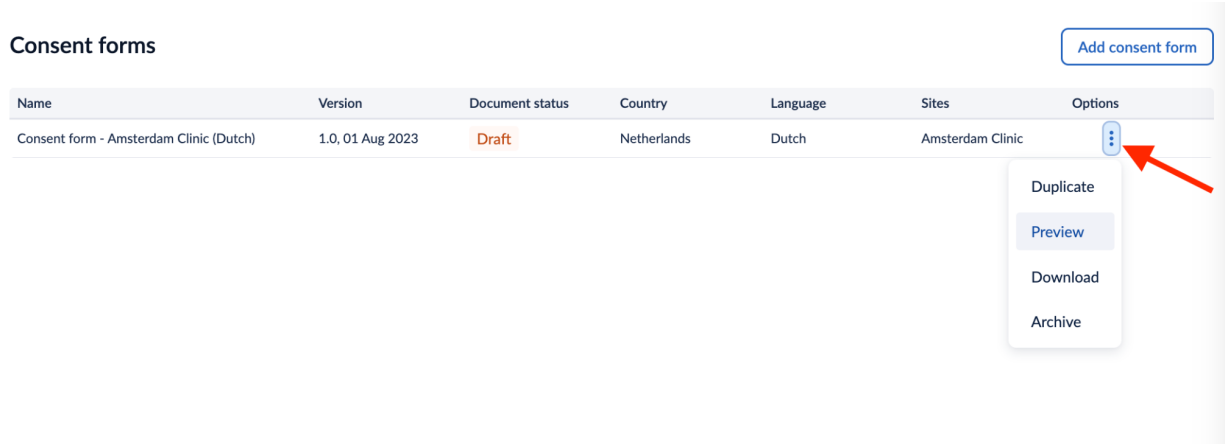 Consent forms
Add consent form
Name Version Document status Country Language Sites Options
Consent form - Amsterdam Clinic (Dutch) 1.0, 01 Aug 2023 Draft Netherlands Dutch Amsterdam Clinic
Duplicate
Preview
Download
Archive